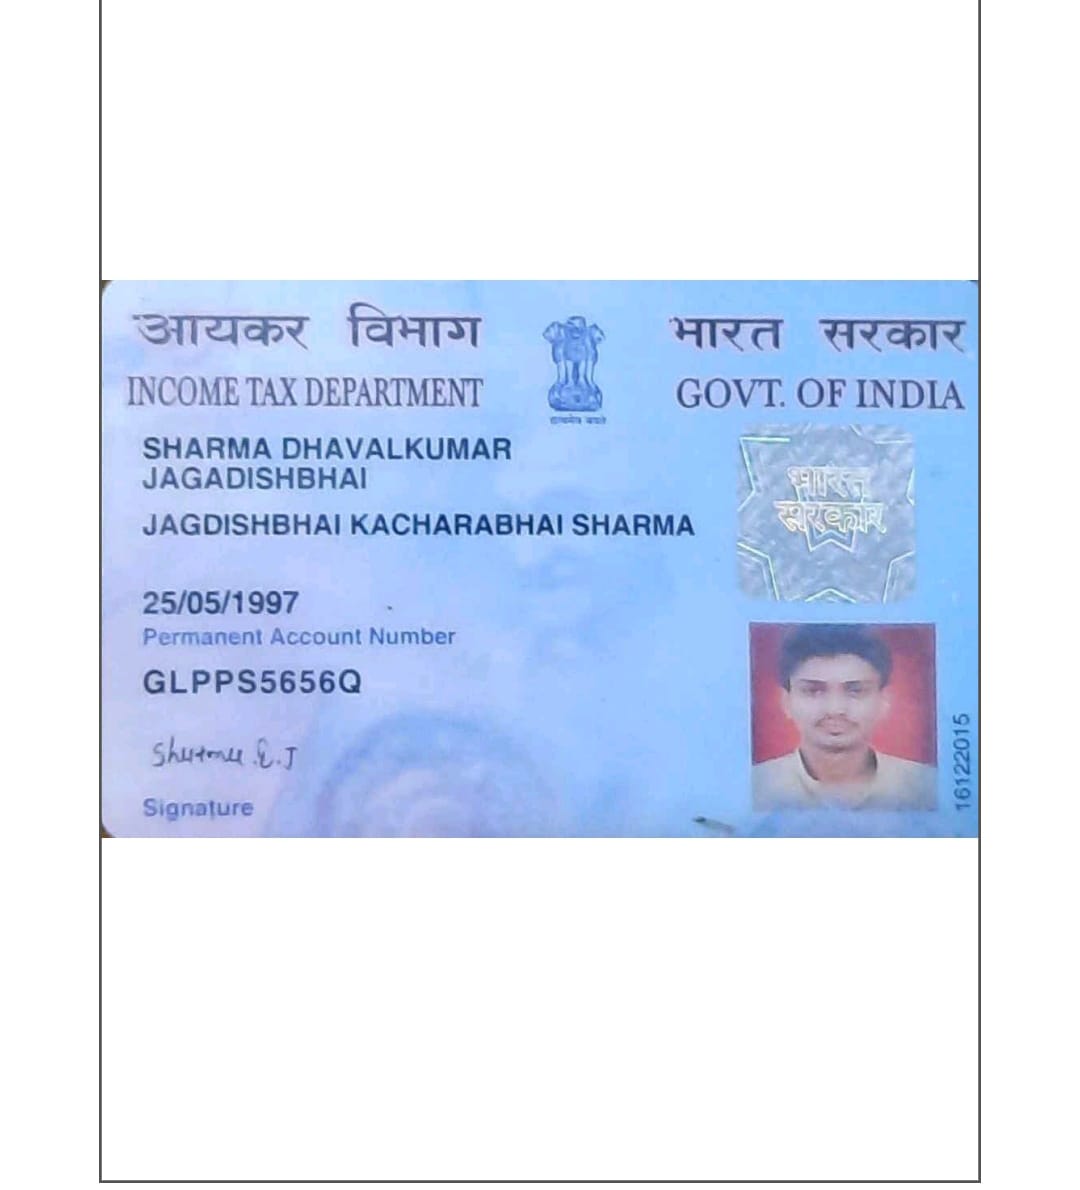 आयकर विभाग
INCOME TAX DEPARTMENT
भारत सरकार
GOVT. OF INDIA
सत्यमेव जयते
SHARMA DHAVALKUMAR
JAGADISHBHAI
JAGDISHBHAI KACHARABHAI SHARMA
25/05/1997
Permanent Account Number
GLPPS5656Q
Signature
भारत
सरकार
16122015